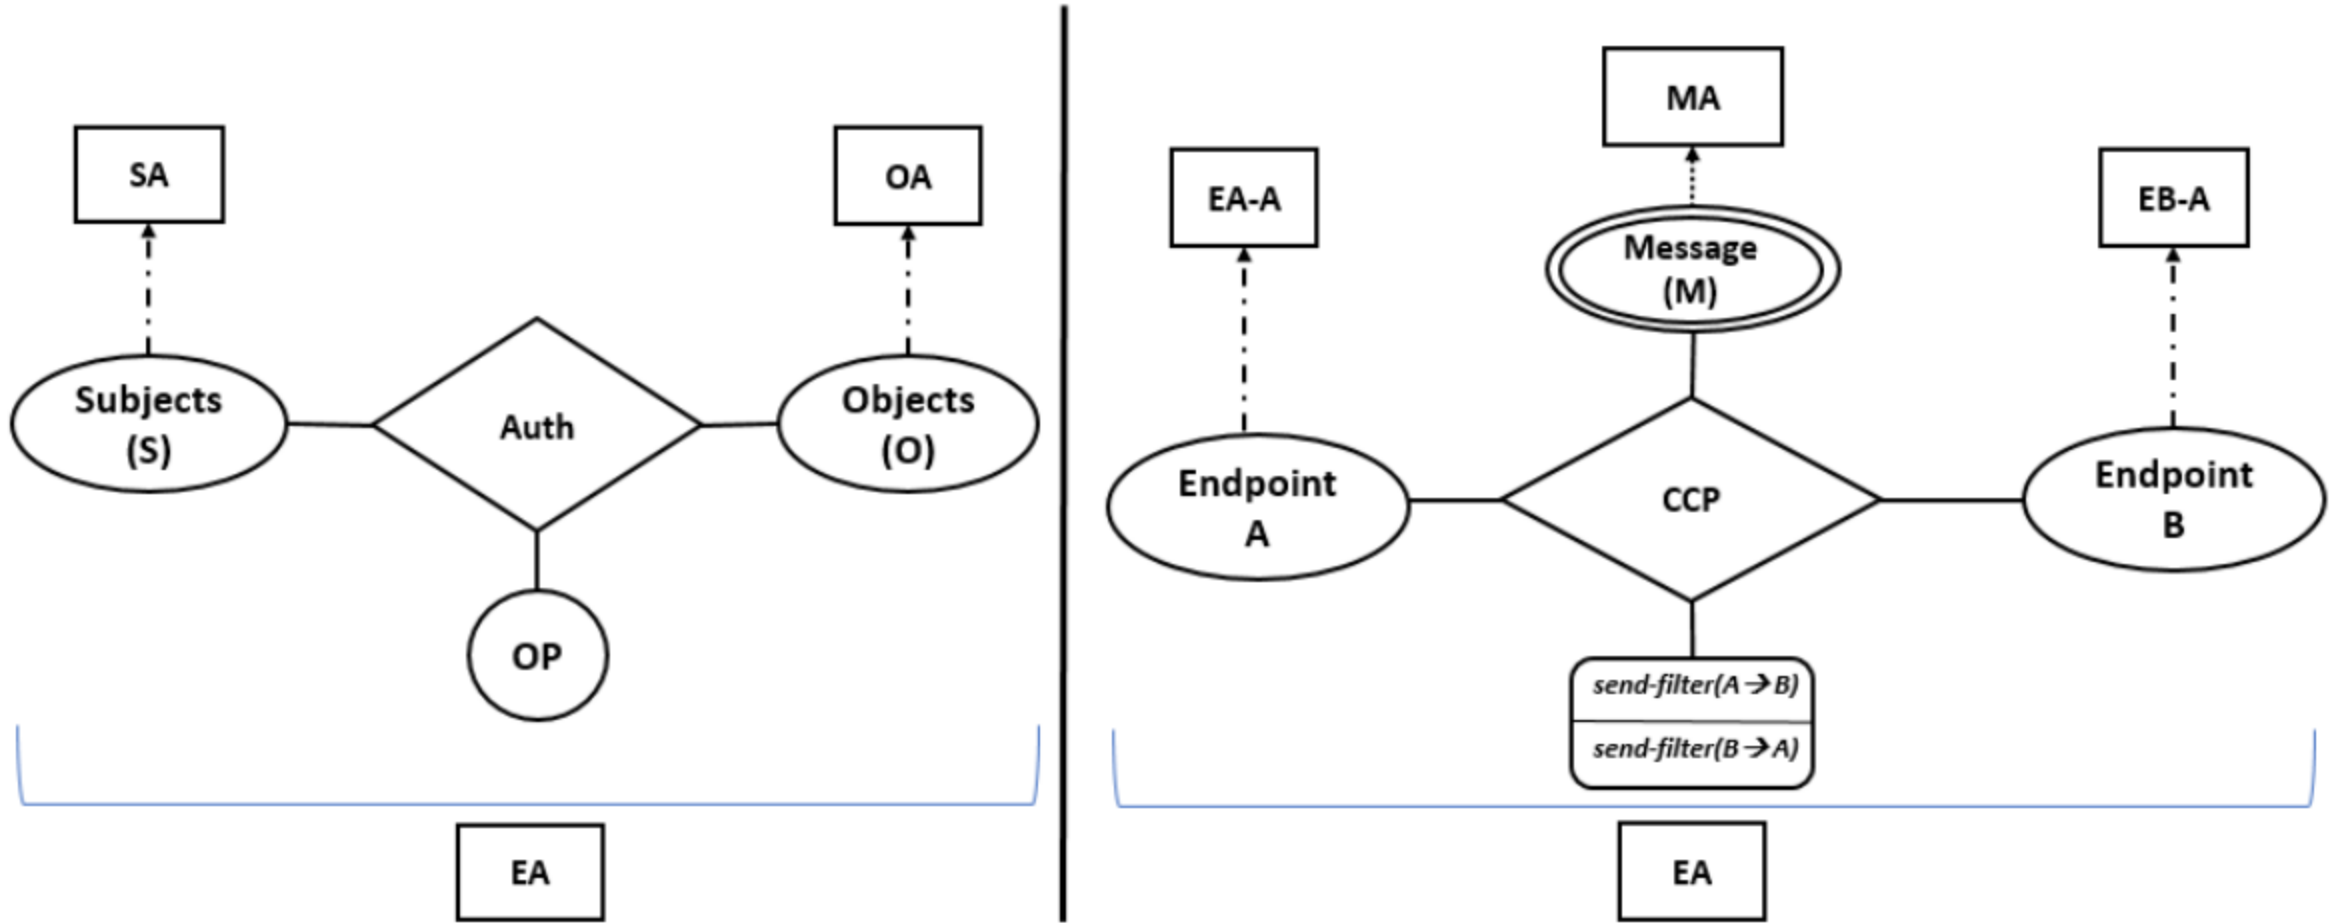 SA
OA
Subjects
(S)
Auth
Objects
(O)
OP
EA
MA
EA-A
EB-A
Message
(M)
Endpoint
A
CCP
Endpoint
B
send-filter(A→B)
send-filter(B→A)
EA